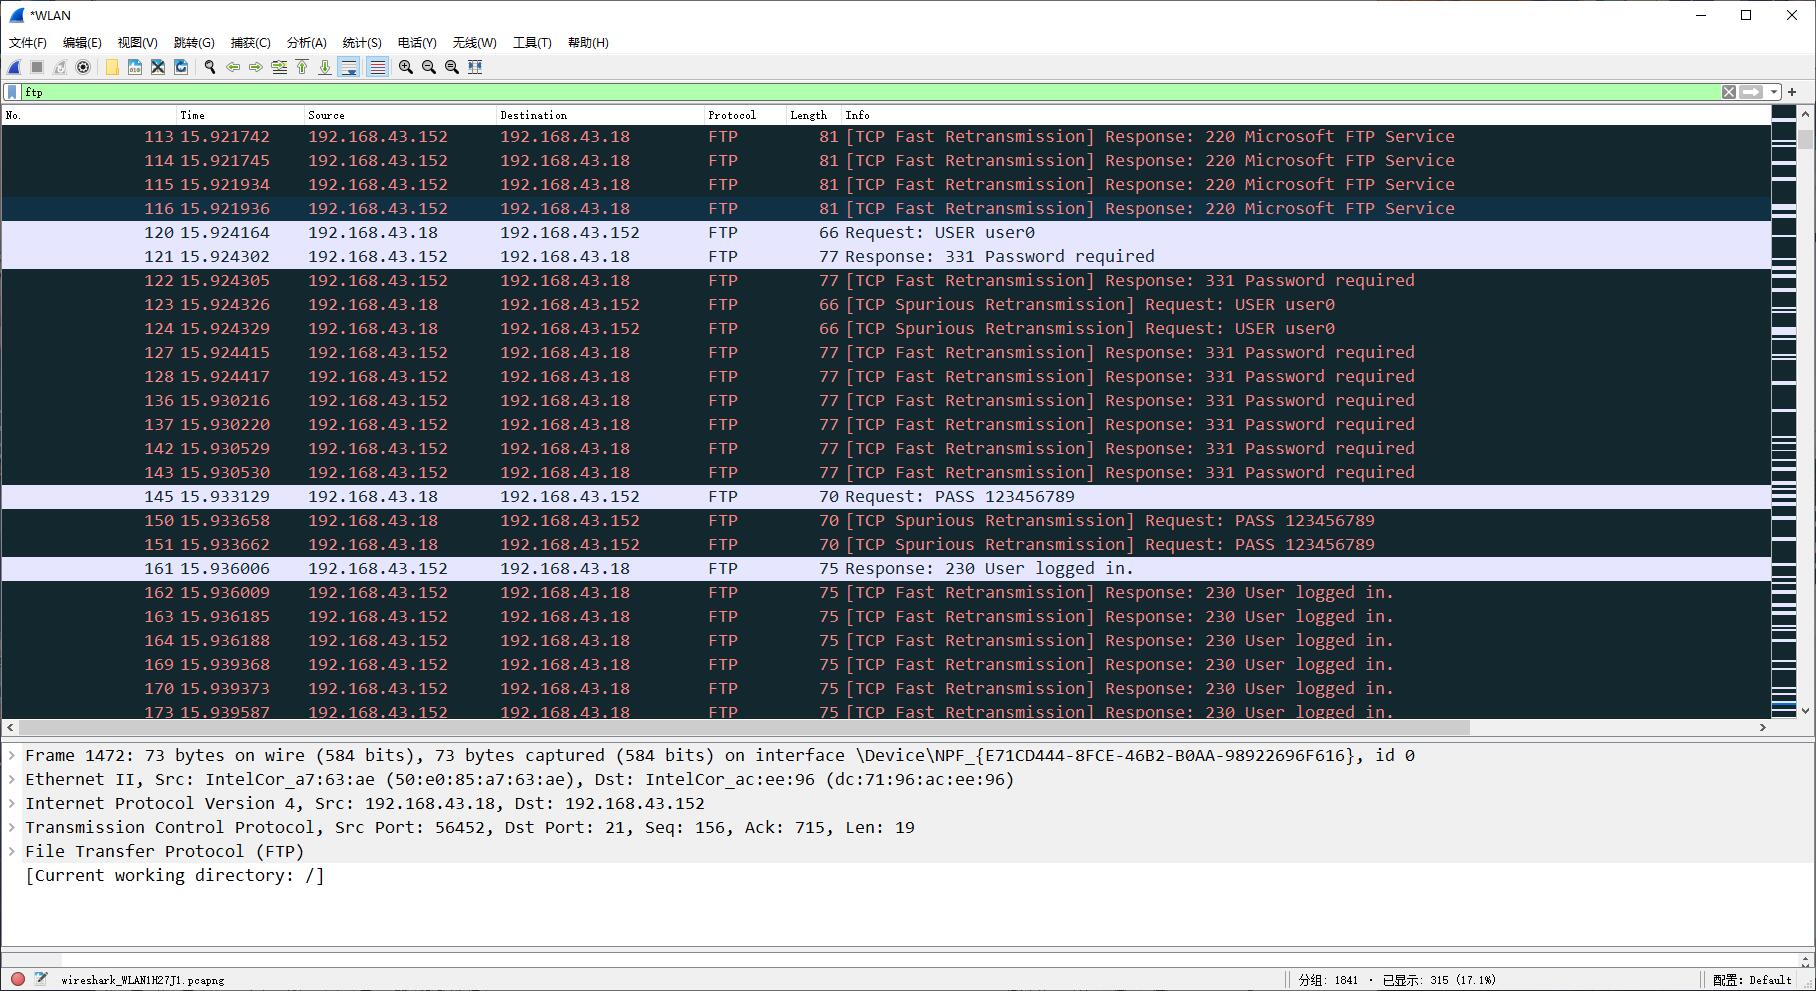 *WLAN
文件(F) 编辑(E) 视图(V) 跳转(G) 捕获(C) 分析(A) 统计(S) 电话(Y) 无线(W) 工具(T) 帮助(H)
ftp
No. Time Source Destination Protocol Length Info
113 15.921742 192.168.43.152 192.168.43.18 FTP 81 [TCP Fast Retransmission] Response: 220 Microsoft FTP Service
114 15.921745 192.168.43.152 192.168.43.18 FTP 81 [TCP Fast Retransmission] Response: 220 Microsoft FTP Service
115 15.921934 192.168.43.152 192.168.43.18 FTP 81 [TCP Fast Retransmission] Response: 220 Microsoft FTP Service
116 15.921936 192.168.43.152 192.168.43.18 FTP 81 [TCP Fast Retransmission] Response: 220 Microsoft FTP Service
120 15.924164 192.168.43.18 192.168.43.152 FTP 66 Request: USER user0
121 15.924302 192.168.43.152 192.168.43.18 FTP 77 Response: 331 Password required
122 15.924305 192.168.43.152 192.168.43.18 FTP 77 [TCP Fast Retransmission] Response: 331 Password required
123 15.924326 192.168.43.18 192.168.43.152 FTP 66 [TCP Spurious Retransmission] Request: USER user0
124 15.924329 192.168.43.18 192.168.43.152 FTP 66 [TCP Spurious Retransmission] Request: USER user0
127 15.924415 192.168.43.152 192.168.43.18 FTP 77 [TCP Fast Retransmission] Response: 331 Password required
128 15.924417 192.168.43.152 192.168.43.18 FTP 77 [TCP Fast Retransmission] Response: 331 Password required
136 15.930216 192.168.43.152 192.168.43.18 FTP 77 [TCP Fast Retransmission] Response: 331 Password required
137 15.930220 192.168.43.152 192.168.43.18 FTP 77 [TCP Fast Retransmission] Response: 331 Password required
142 15.930529 192.168.43.152 192.168.43.18 FTP 77 [TCP Fast Retransmission] Response: 331 Password required
143 15.930530 192.168.43.152 192.168.43.18 FTP 77 [TCP Fast Retransmission] Response: 331 Password required
145 15.933129 192.168.43.18 192.168.43.152 FTP 70 Request: PASS 123456789
150 15.933658 192.168.43.18 192.168.43.152 FTP 70 [TCP Spurious Retransmission] Request: PASS 123456789
151 15.933662 192.168.43.18 192.168.43.152 FTP 70 [TCP Spurious Retransmission] Request: PASS 123456789
161 15.936006 192.168.43.152 192.168.43.18 FTP 75 Response: 230 User logged in.
162 15.936009 192.168.43.152 192.168.43.18 FTP 75 [TCP Fast Retransmission] Response: 230 User logged in.
163 15.936185 192.168.43.152 192.168.43.18 FTP 75 [TCP Fast Retransmission] Response: 230 User logged in.
164 15.936188 192.168.43.152 192.168.43.18 FTP 75 [TCP Fast Retransmission] Response: 230 User logged in.
169 15.939368 192.168.43.152 192.168.43.18 FTP 75 [TCP Fast Retransmission] Response: 230 User logged in.
170 15.939373 192.168.43.152 192.168.43.18 FTP 75 [TCP Fast Retransmission] Response: 230 User logged in.
173 15.939587 192.168.43.152 192.168.43.18 FTP 75 [TCP Fast Retransmission] Response: 230 User logged in.
Frame 1472: 73 bytes on wire (584 bits), 73 bytes captured (584 bits) on interface \Device\NPF_{E71CD444-8FCE-46B2-B0AA-98922696F616}, id 0
Ethernet II, Src: IntelCor_a7:63:ae (50:e0:85:a7:63:ae), Dst: IntelCor_ac:ee:96 (dc:71:96:ac:ee:96)
Internet Protocol Version 4, Src: 192.168.43.18, Dst: 192.168.43.152
Transmission Control Protocol, Src Port: 56452, Dst Port: 21, Seq: 156, Ack: 715, Len: 19
File Transfer Protocol (FTP)
[Current working directory: /]
wireshark_WLAN1H27J1.pcapng 分组: 1841 · 已显示: 315 (17.1%) 配置: Default